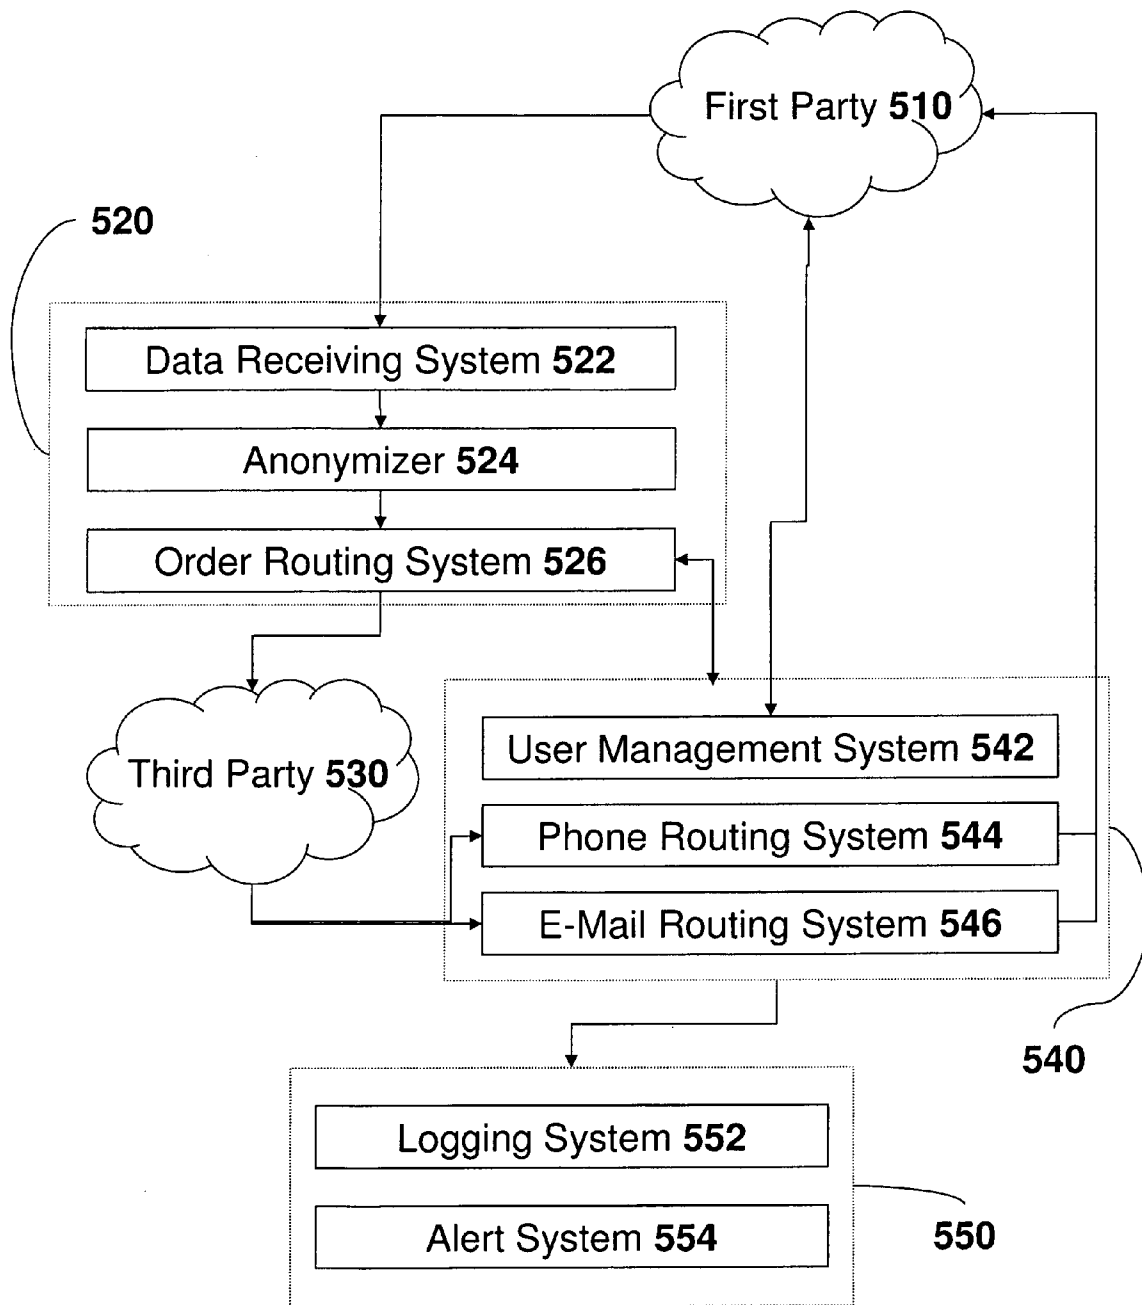 First Party 510
520
Data Receiving System 522
Anonymizer 524
Order Routing System 526
Third Party 530
User Management System 542
Phone Routing System 544
E-Mail Routing System 546
540
Logging System 552
Alert System 554
550